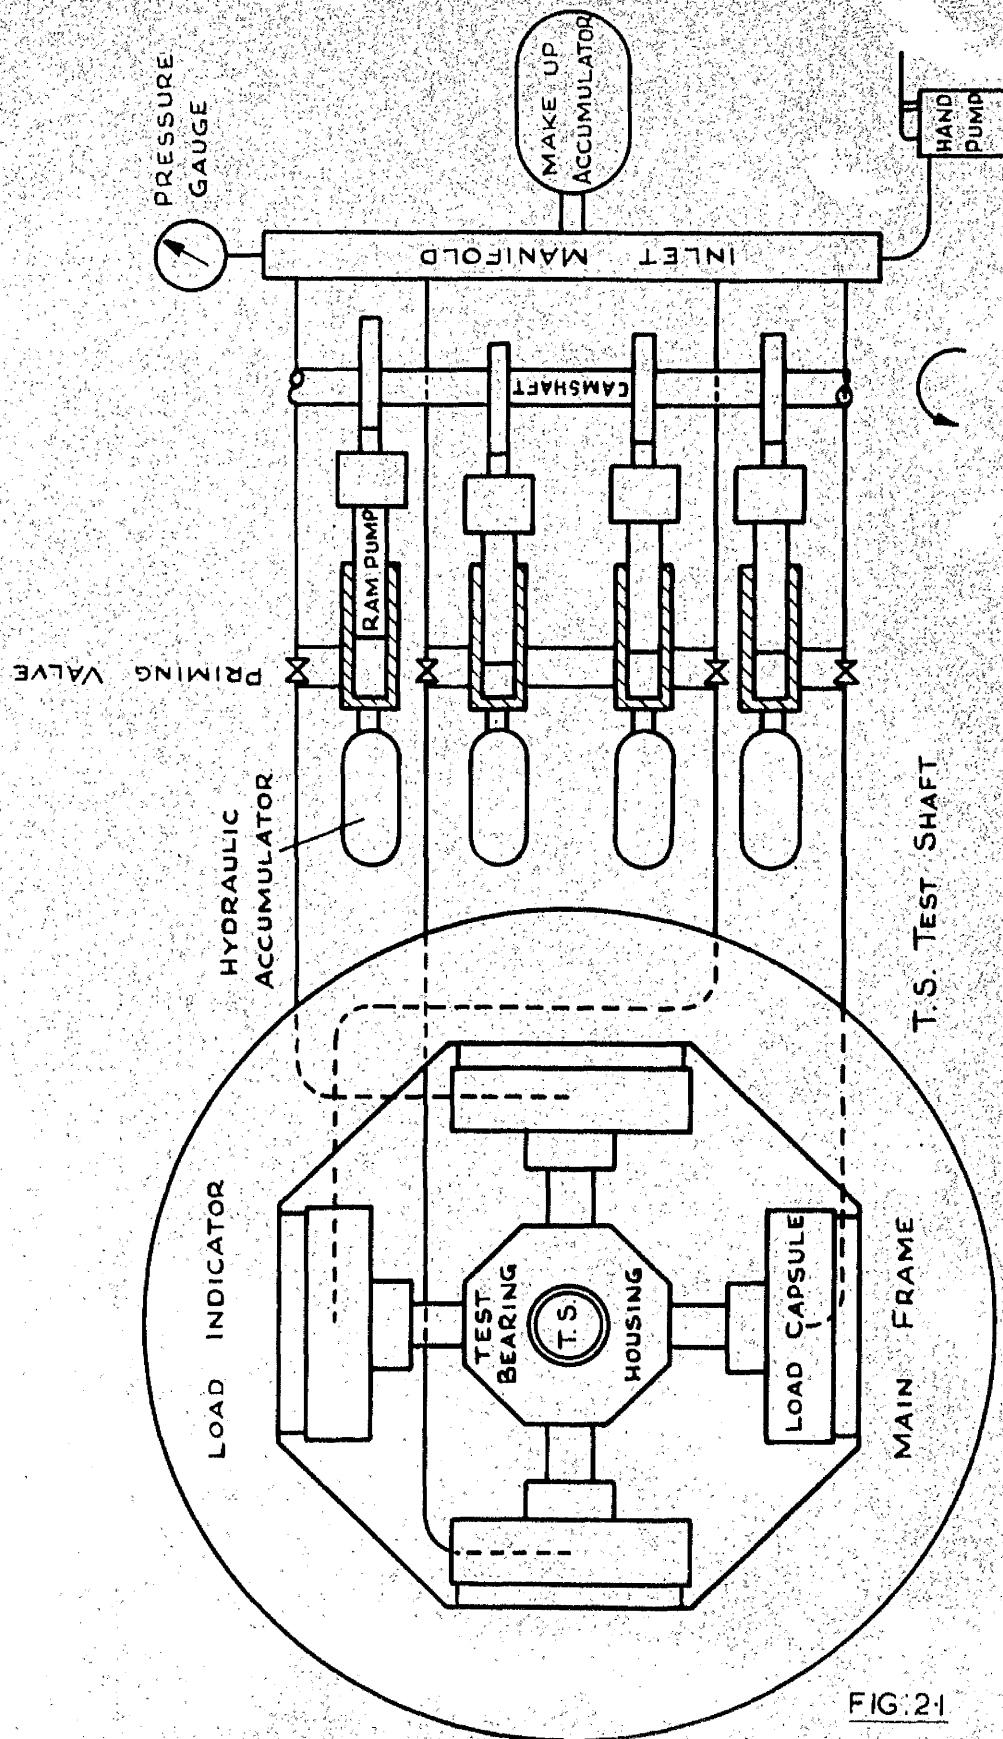 PRESSURE
GAUGE
MAKE UP
ACCUMULATOR
HAND
PUMP
INLET MANIFOLD
CAMSHAFT
RAM PUMP
PRIMING VALVE
HYDRAULIC
ACCUMULATOR
T.S. TEST SHAFT
LOAD INDICATOR
TEST
BEARING
T.S.
HOUSING
LOAD CAPSULE
MAIN FRAME
FIG. 2·1